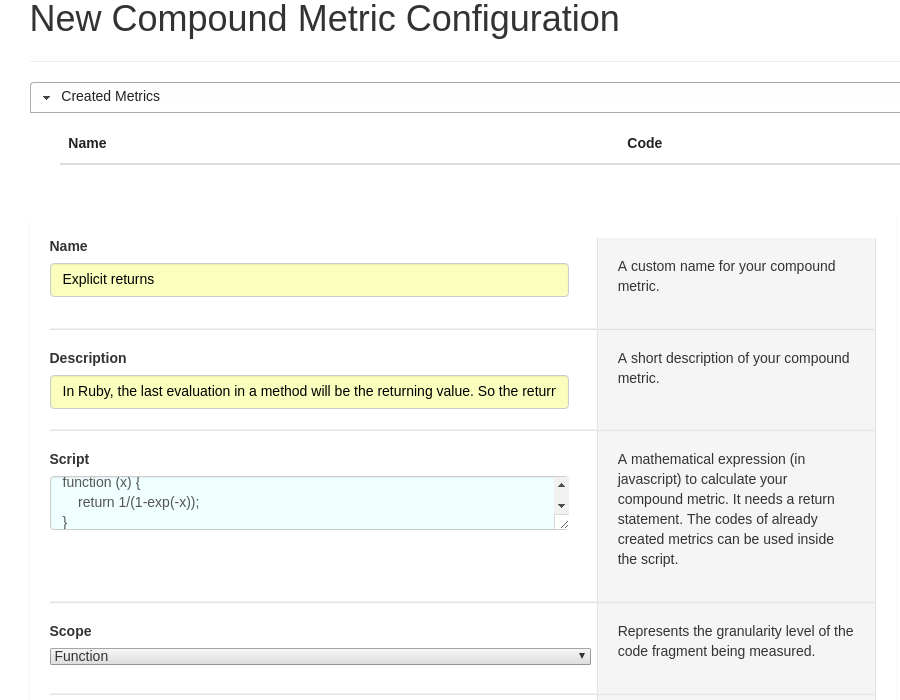 New Compound Metric Configuration
Created Metrics
Name
Code
Name
Explicit returns
A custom name for your compound
metric.
Description
In Ruby, the last evaluation in a method will be the returning value. So the returr
A short description of your compound
metric.
Script
function (x) {
return 1/(1-exp(-x));
}
A mathematical expression (in
javascript) to calculate your
compound metric. It needs a return
statement. The codes of already
created metrics can be used inside
the script.
Scope
Function
Represents the granularity level of the
code fragment being measured.